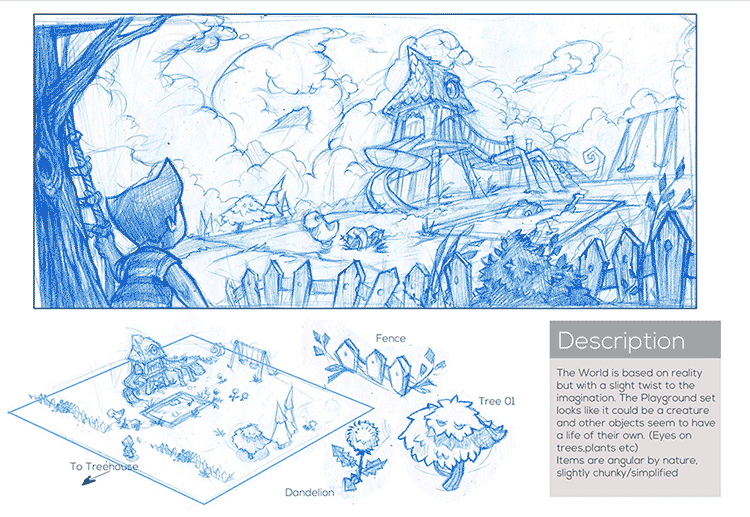 Fence
Tree 01
To Treehouse
Dandelion
Description
The World is based on reality
but with a slight twist to the
imagination. The Playground set
looks like it could be a creature
and other objects seem to have
a life of their own. (Eyes on
trees,plants etc)
Items are angular by nature,
slightly chunky/simplified